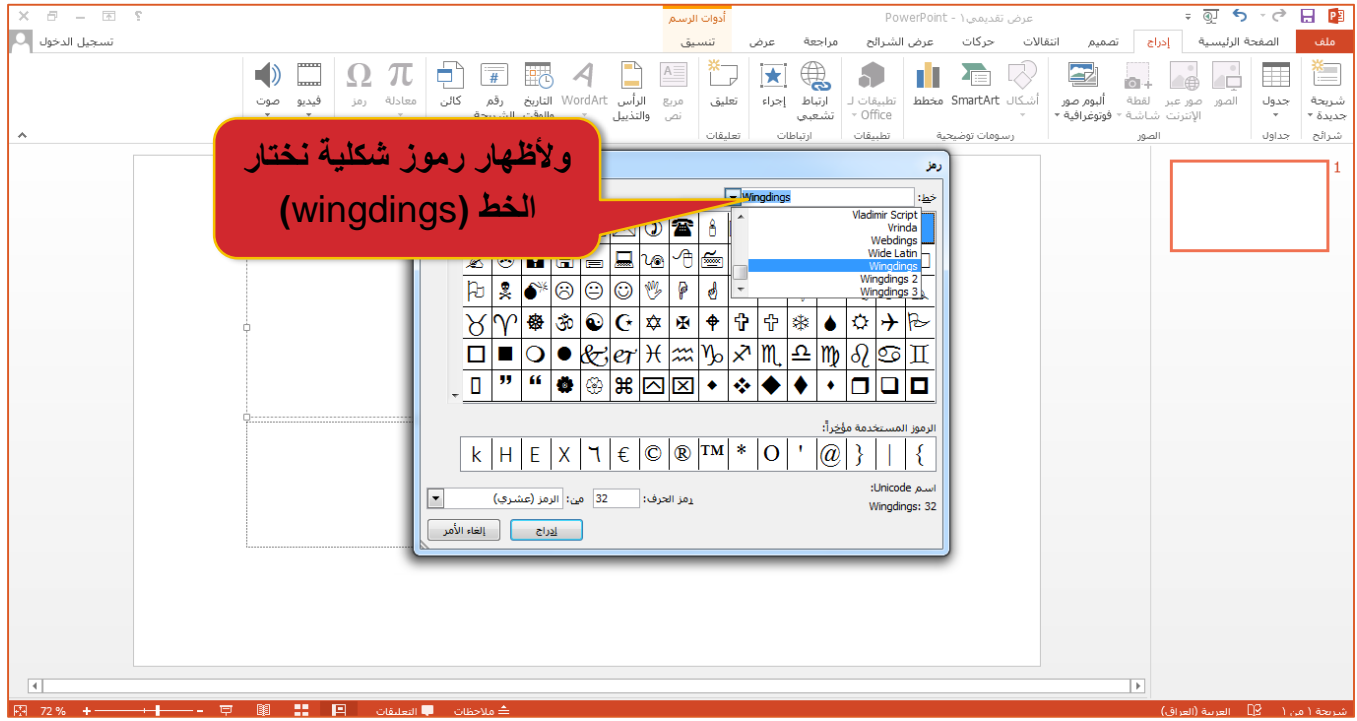 عرض تقديمي١ - PowerPoint
أدوات الرسم
ملف
الصفحة الرئيسية
إدراج
تصميم
انتقالات
حركات
عرض الشرائح
مراجعة
عرض
تنسيق
تسجيل الدخول
شريحة جديدة
جدول
الصور
صور عبر الإنترنت
لقطة شاشة
ألبوم صور فوتوغرافية
أشكال
SmartArt
مخطط
تطبيقات لـ Office
ارتباط تشعبي
إجراء
تعليق
مربع نص
الرأس والتذييل
WordArt
التاريخ والوقت
رقم الشريحة
كائن
معادلة
رمز
فيديو
صوت
شرائح
جداول
الصور
رسومات توضيحية
تطبيقات
ارتباطات
تعليقات
ولأظهار رموز شكلية نختار
الخط (wingdings)
رمز
خط:
Wingdings
Vladimir Script
Vrinda
Webdings
Wide Latin
Wingdings
Wingdings 2
Wingdings 3
الرموز المستخدمة مؤخراً:
k H E X ٦ € © ® TM * O ' @ } | {
اسم Unicode:
Wingdings: 32
رمز الحرف: 32 من: الرمز (عشري)
إدراج
إلغاء الأمر
1
شريحة ١ من ١
العربية (العراق)
ملاحظات
التعليقات
72 %